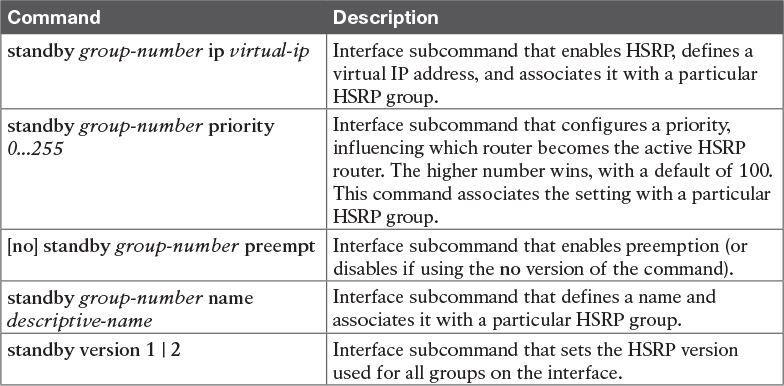 Command Description
standby group-number ip virtual-ip Interface subcommand that enables HSRP, defines a
virtual IP address, and associates it with a particular
HSRP group.
standby group-number priority Interface subcommand that configures a priority,
0...255 influencing which router becomes the active HSRP
router. The higher number wins, with a default of 100.
This command associates the setting with a particular
HSRP group.
[no] standby group-number preempt Interface subcommand that enables preemption (or
disables if using the no version of the command).
standby group-number name Interface subcommand that defines a name and
descriptive-name associates it with a particular HSRP group.
standby version 1 | 2 Interface subcommand that sets the HSRP version
used for all groups on the interface.